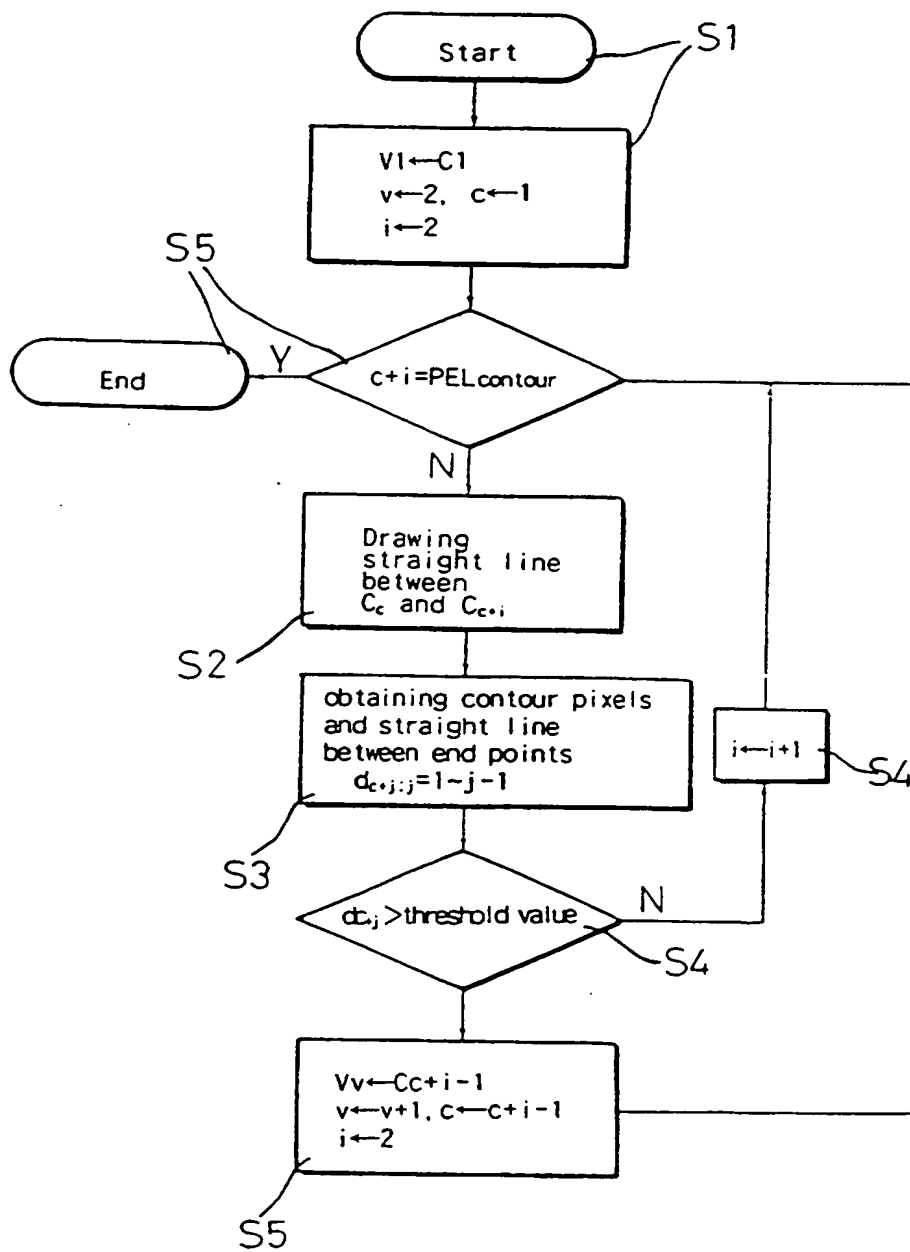 Start
S1
V1←C1
v←2, c←1
i←2
S5
c+i=PELcontour
Y
End
N
Drawing
straight line
between
Cc and Cc+i
S2
obtaining contour pixels
and straight line
between end points
dc+j:j=1~j-1
S3
i←i+1
S4
dc+j>threshold value
N
S4
Vv←Cc+i-1
v←v+1, c←c+i-1
i←2
S5